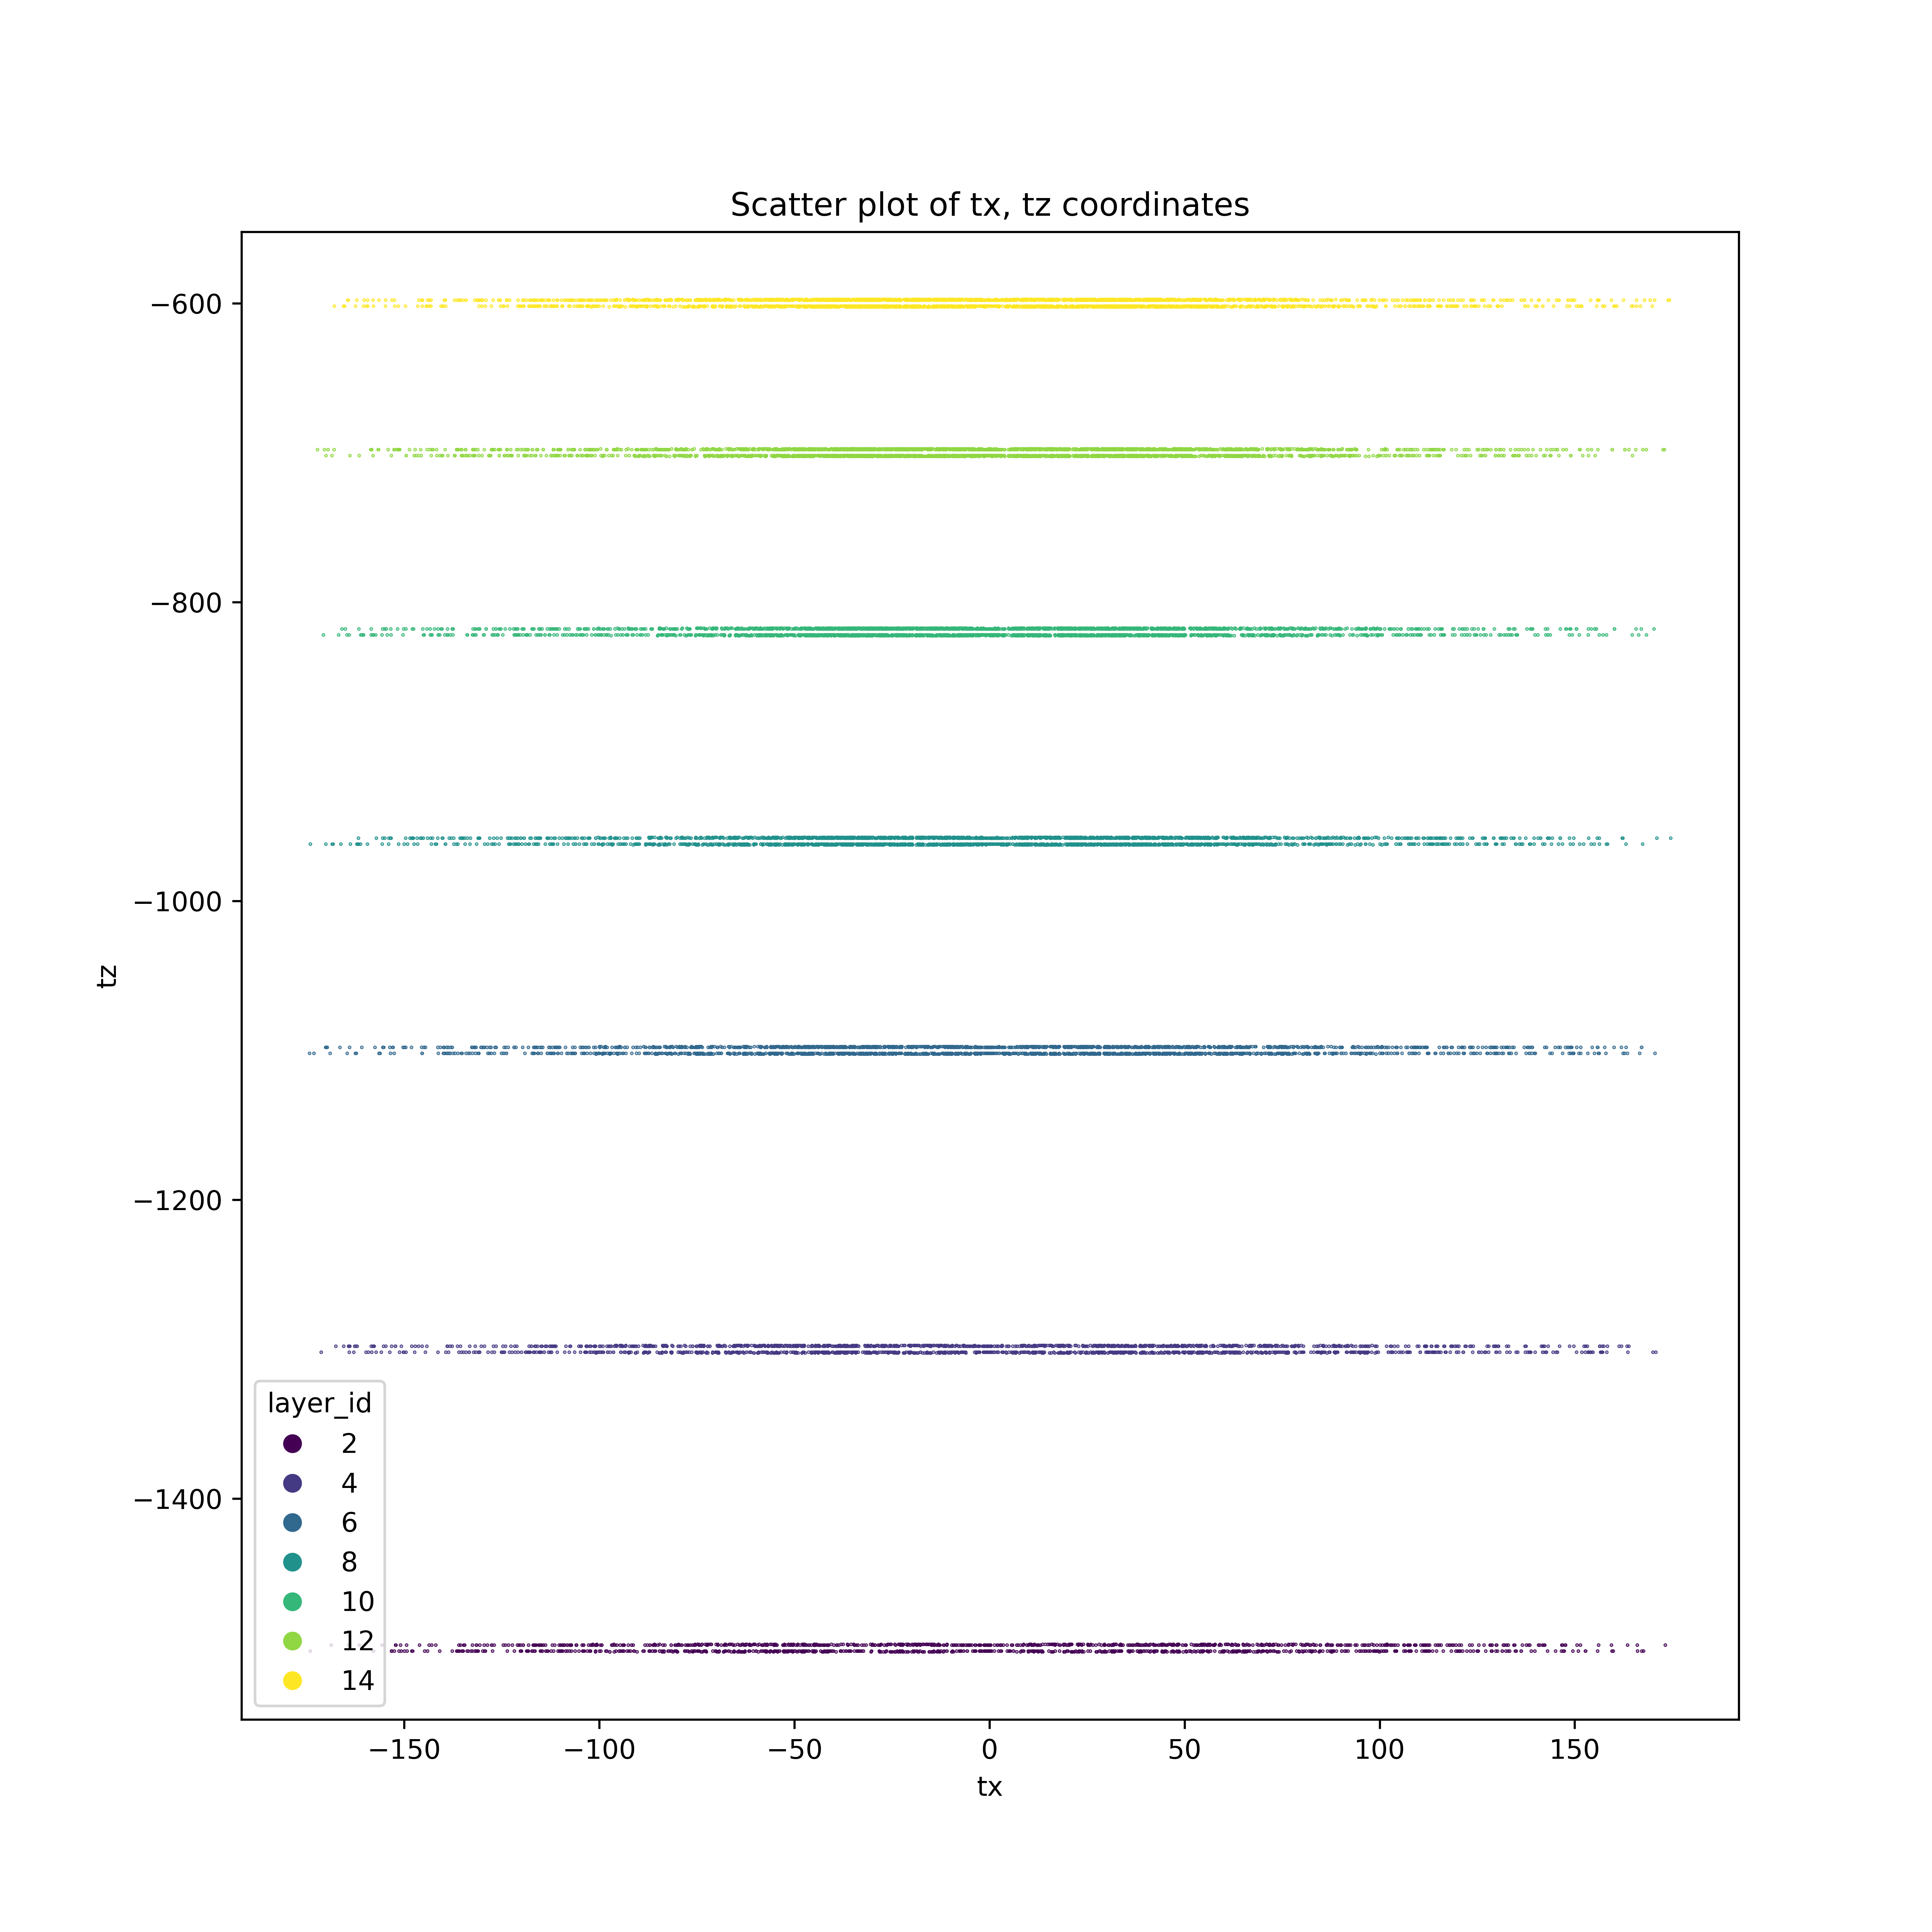 Scatter plot of tx, tz coordinates
−600
−800
−1000
−1200
−1400
tz
layer_id
2
4
6
8
10
12
14
−150 −100 −50 0 50 100 150
tx